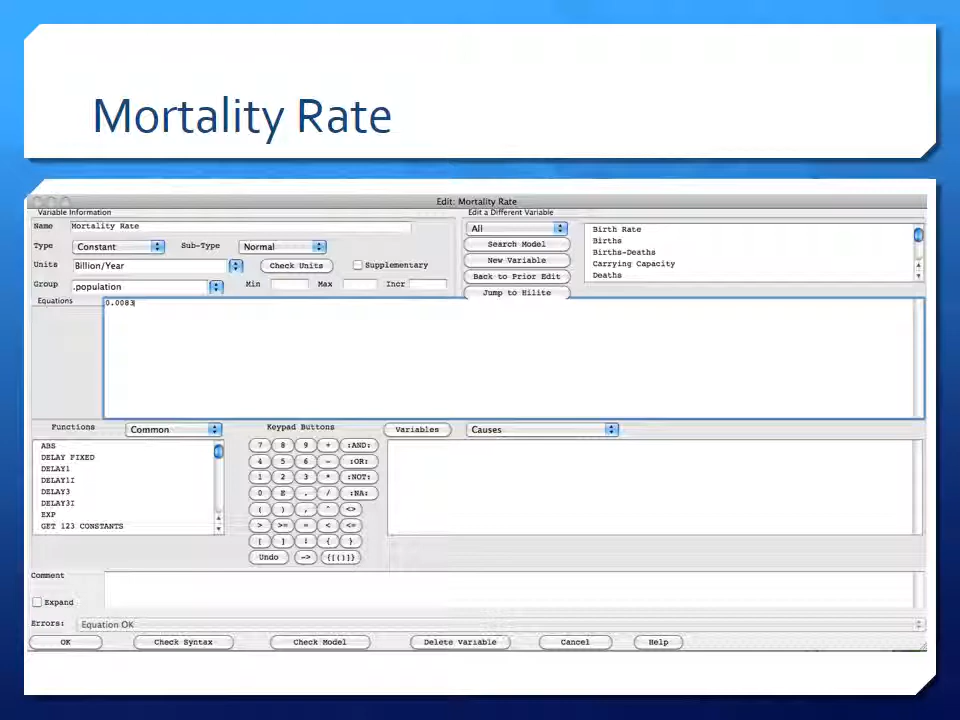 Mortality Rate
Edit: Mortality Rate
Variable Information
Edit a Different Variable
Name Mortality Rate
All
Birth Rate
Type Constant Sub-Type Normal
Search Model
Births
Units Billion/Year Check Units Supplementary
New Variable
Births-Deaths
Group .population Min Max Incr
Back to Prior Edit
Carrying Capacity
Jump to Hilite
Deaths
Equations 0.0083
Functions Common Keypad Buttons Variables Causes
ABS
DELAY FIXED
DELAY1
DELAY1I
DELAY3
DELAY3I
EXP
GET 123 CONSTANTS
7 8 9 + :AND:
4 5 6 - :OR:
1 2 3 * :NOT:
0 E . / :NA:
( ) , ^ <>
> >= = < <=
[ ] ! { }
Undo -> {[()]}
Comment
Expand
Errors: Equation OK
OK Check Syntax Check Model Delete Variable Cancel Help